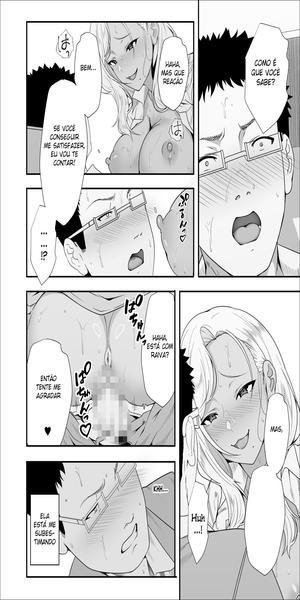 COMO
É QUE VOCÊ
SABE?
HAHA,
MAS QUE
REAÇÃO
BEM...
SE VOCÊ
CONSEGUIR
ME SATISFAZER,
EU VOU TE
CONTAR!
...
...
!?
MAS,
Huh
...!
HAHA,
ESTÁ COM
RAIVA?
ENTÃO
TENTE ME
AGRADAR
♥
ELA
ESTÁ ME
SUBES-
TIMANDO